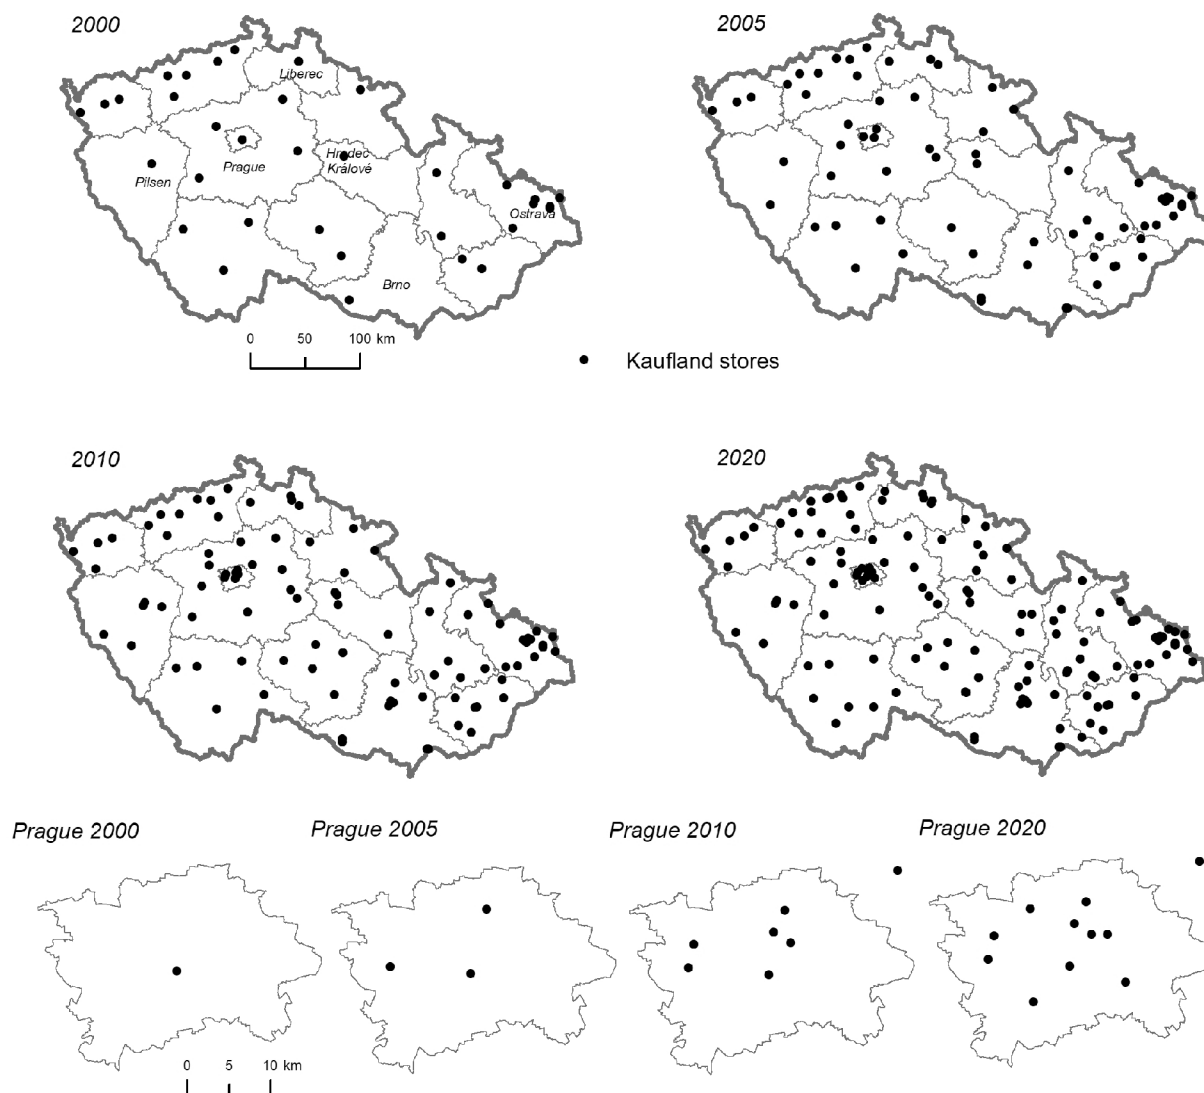 2000
2005
Liberec
Hradec
Králové
Prague
Pilsen
Ostrava
Brno
0 50 100 km
Kaufland stores
2010
2020
Prague 2000
Prague 2005
Prague 2010
Prague 2020
0 5 10 km